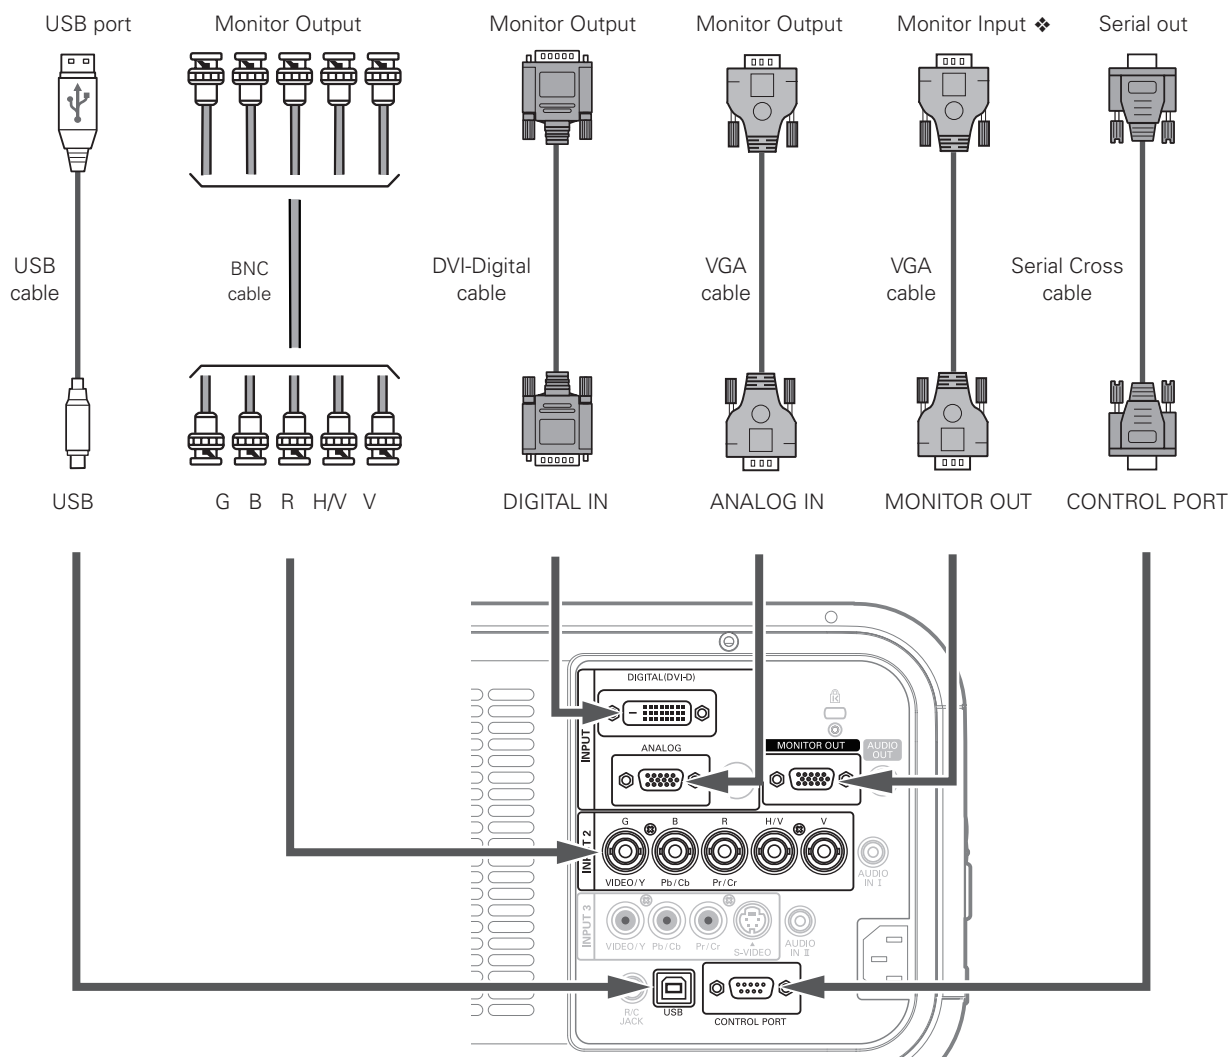 USB port
Monitor Output
Monitor Output
Monitor Output
Monitor Input ❖
Serial out
USB
cable
BNC
cable
DVI-Digital
cable
VGA
cable
VGA
cable
Serial Cross
cable
USB
G B R H/V V
DIGITAL IN
ANALOG IN
MONITOR OUT
CONTROL PORT
DIGITAL(DVI-D)
INPUT
ANALOG
MONITOR OUT
AUDIO
OUT
INPUT 2
G B R H/V V
VIDEO/Y Pb/Cb Pr/Cr
AUDIO
IN I
INPUT 3
VIDEO/Y Pb/Cb Pr/Cr
S-VIDEO
AUDIO
IN II
R/C
JACK
USB
CONTROL PORT